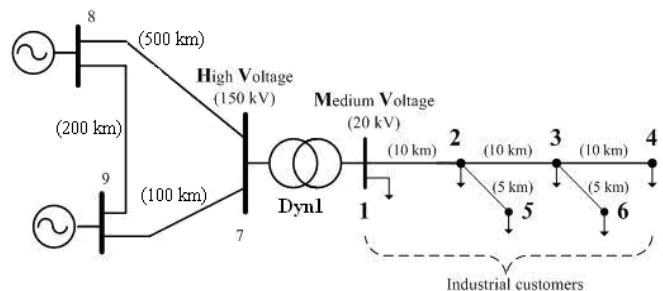 8
(500 km)
High Voltage
(150 kV)
Medium Voltage
(20 kV)
(200 km)
2
3
4
(10 km)
(10 km)
(10 km)
9
(100 km)
(5 km)
(5 km)
Dyn1
1
5
6
7
Industrial customers